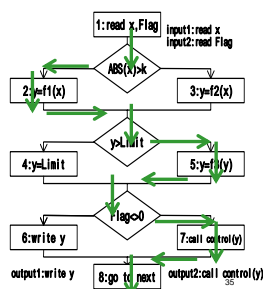 1: read x,Flag
input1: read x
input2: read Flag
ABS(x)>k
2:y=f1(x)
3:y=f2(x)
y>Limit
4:y=Limit
5:y=f3(y)
Flag<>0
6:write y
7:call control(y)
output1:write y
8:go to next
output2:call control(y)
35